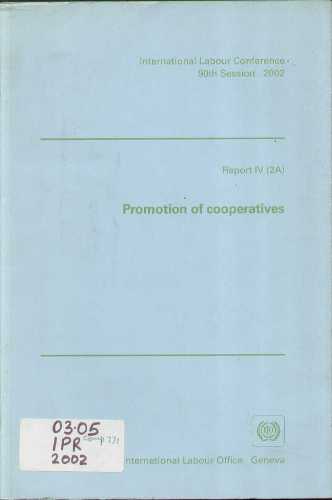 International Labour Conference
90th Session 2002
Report IV (2A)
Promotion of cooperatives
03.05
1PR
2002
International Labour Office Geneva